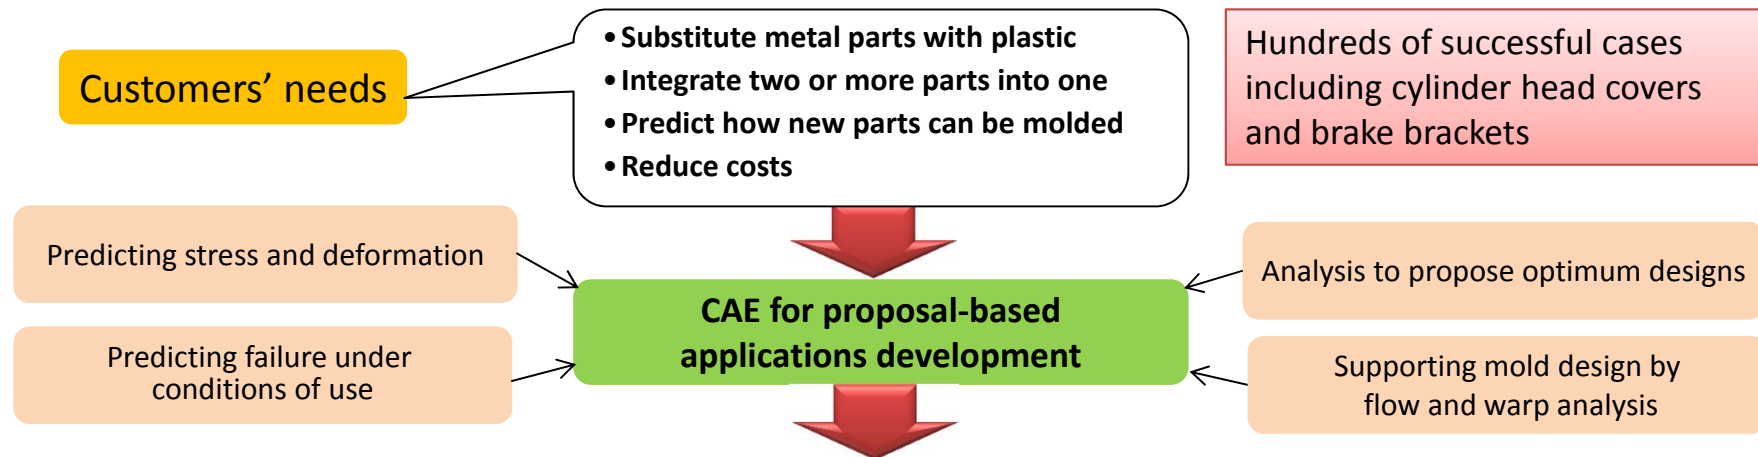 Customers' needs
• Substitute metal parts with plastic
• Integrate two or more parts into one
• Predict how new parts can be molded
• Reduce costs
Hundreds of successful cases
including cylinder head covers
and brake brackets
Predicting stress and deformation
Predicting failure under
conditions of use
CAE for proposal-based
applications development
Analysis to propose optimum designs
Supporting mold design by
flow and warp analysis